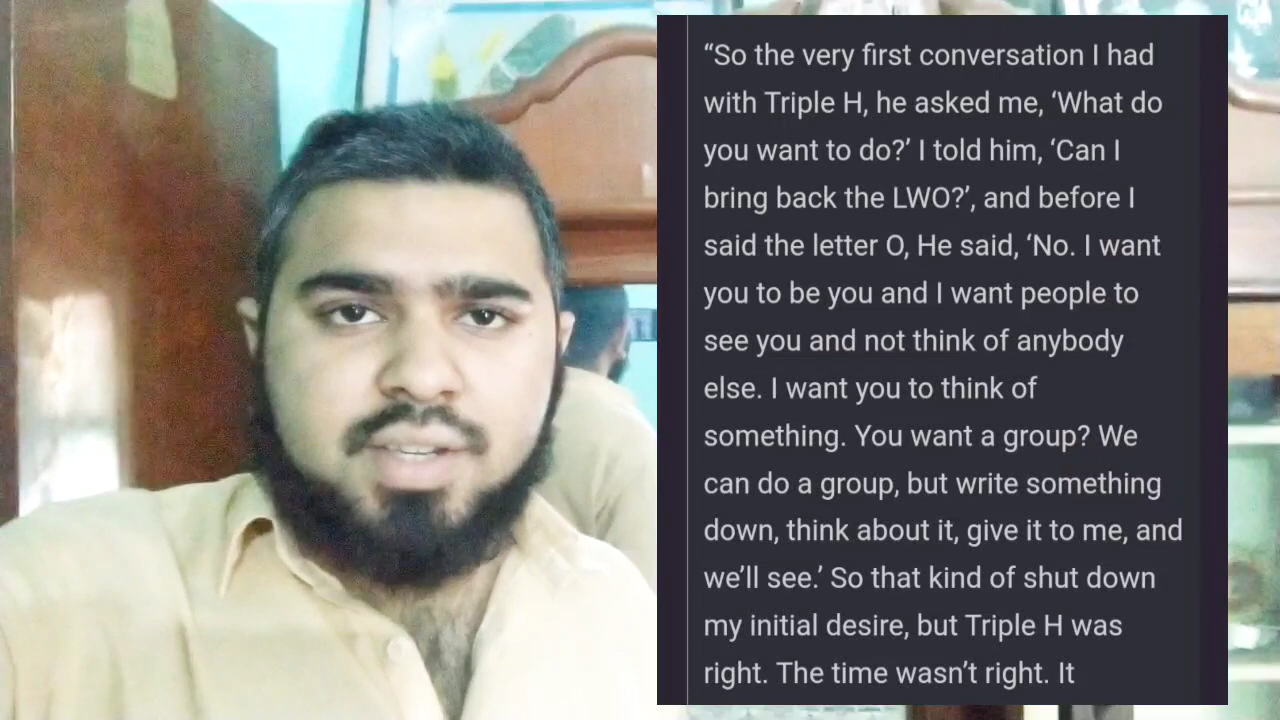 “So the very first conversation I had
with Triple H, he asked me, ‘What do
you want to do?’ I told him, ‘Can I
bring back the LWO?’, and before I
said the letter O, He said, ‘No. I want
you to be you and I want people to
see you and not think of anybody
else. I want you to think of
something. You want a group? We
can do a group, but write something
down, think about it, give it to me, and
we’ll see.’ So that kind of shut down
my initial desire, but Triple H was
right. The time wasn’t right. It